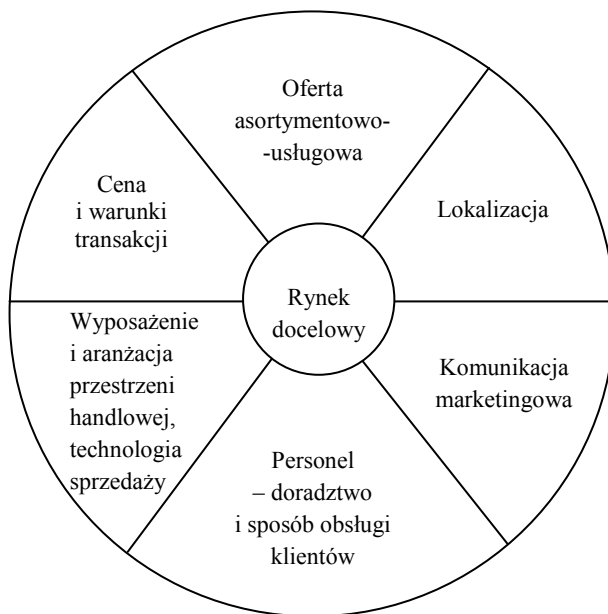 Oferta
asortymentowo-
-usługowa
Lokalizacja
Komunikacja
marketingowa
Personel
– doradztwo
i sposób obsługi
klientów
Wyposażenie
i aranżacja
przestrzeni
handlowej,
technologia
sprzedaży
Cena
i warunki
transakcji
Rynek
docelowy